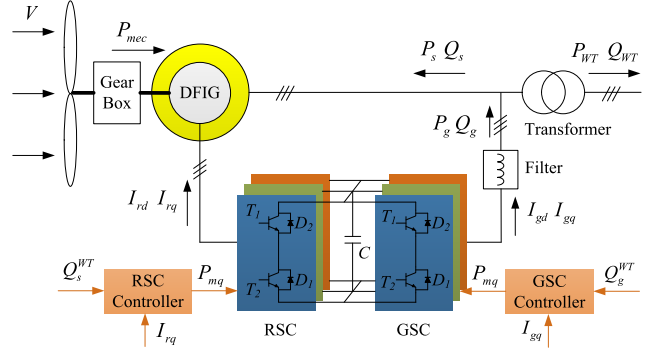 V
P_mec
P_s Q_s
P_WT Q_WT
Gear
Box
DFIG
Transformer
P_g Q_g
Filter
I_rd I_rq
I_gd I_gq
T_1
D_2
T_1
D_2
C
T_2
D_1
T_2
D_1
Q_s^WT
RSC
Controller
P_mq
P_mq
GSC
Controller
Q_g^WT
I_rq
RSC
GSC
I_gq